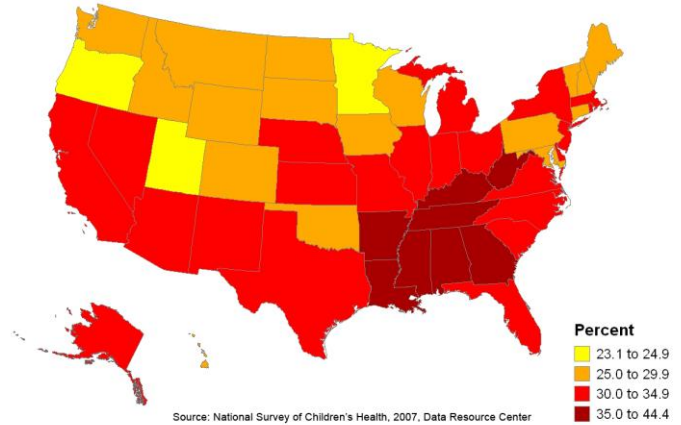 Percent
23.1 to 24.9
25.0 to 29.9
30.0 to 34.9
35.0 to 44.4
Source: National Survey of Children's Health, 2007, Data Resource Center